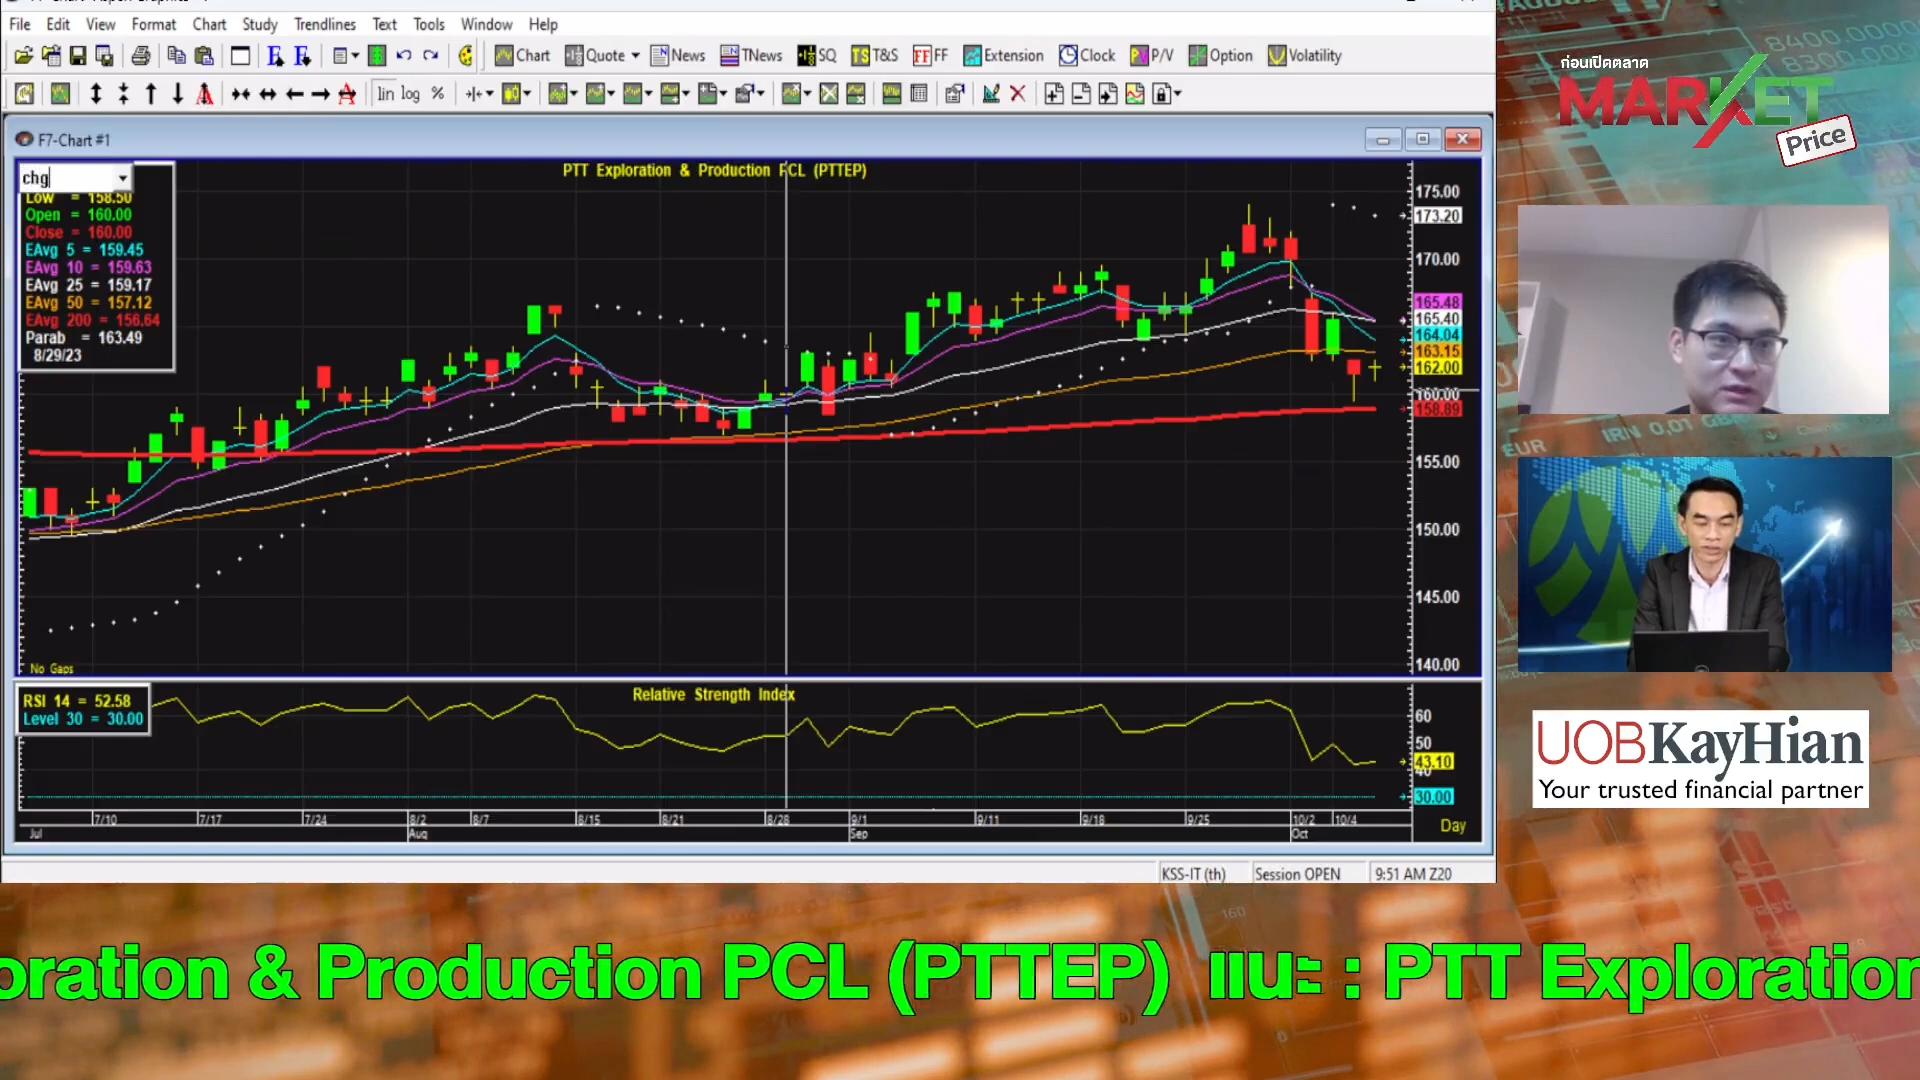 File Edit View Format Chart Study Trendlines Text Tools Window Help
Chart Quote News TNews SQ T&S FF Extension Clock P/V Option Volatility
lin log %
F7-Chart #1
chg
PTT Exploration & Production PCL (PTTEP)
Low = 158.50
Open = 160.00
Close = 160.00
EAvg 5 = 159.45
EAvg 10 = 159.63
EAvg 25 = 159.17
EAvg 50 = 157.12
EAvg 200 = 156.64
Parab = 163.49
8/29/23
175.00
173.20
170.00
165.48
165.40
164.04
163.15
162.00
160.00
158.89
155.00
150.00
145.00
140.00
No Gaps
RSI 14 = 52.58
Level 30 = 30.00
Relative Strength Index
60
50
43.10
40
30.00
7/10 7/17 7/24 8/2 8/7 8/15 8/21 8/28 9/1 9/11 9/18 9/25 10/2 10/4
Jul Aug Sep Oct
Day
KSS-IT (th) Session OPEN 9:51 AM Z20
ก่อนเปิดตลาด
MARKET
Price
UOBKayHian
Your trusted financial partner
oration & Production PCL (PTTEP) แนะ : PTT Exploration